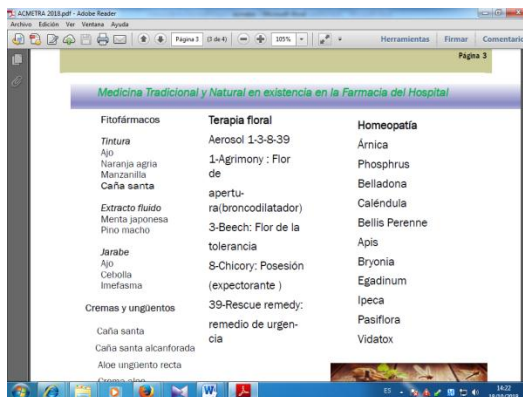 ACMETRA 2018.pdf - Adobe Reader
Archivo Edición Ver Ventana Ayuda
Página 3 (3 de 4) 105% Herramientas Firmar Comentario
Página 3
Medicina Tradicional y Natural en existencia en la Farmacia del Hospital
Fitofármacos
Tintura
Ajo
Naranja agria
Manzanilla
Caña santa
Extracto fluido
Menta japonesa
Pino macho
Jarabe
Ajo
Cebolla
Imefasma
Cremas y ungüentos
Caña santa
Caña santa alcanforada
Aloe ungüento recta
Crema aloe
Terapia floral
Aerosol 1-3-8-39
1-Agrimony : Flor
de
apertu-
ra(broncodilatador)
3-Beech: Flor de la
tolerancia
8-Chicory: Posesión
(expectorante )
39-Rescue remedy:
remedio de urgen-
cia
Homeopatía
Árnica
Phosphrus
Belladona
Caléndula
Bellis Perenne
Apis
Bryonia
Egadinum
Ipeca
Pasiflora
Vidatox
ES 14:22